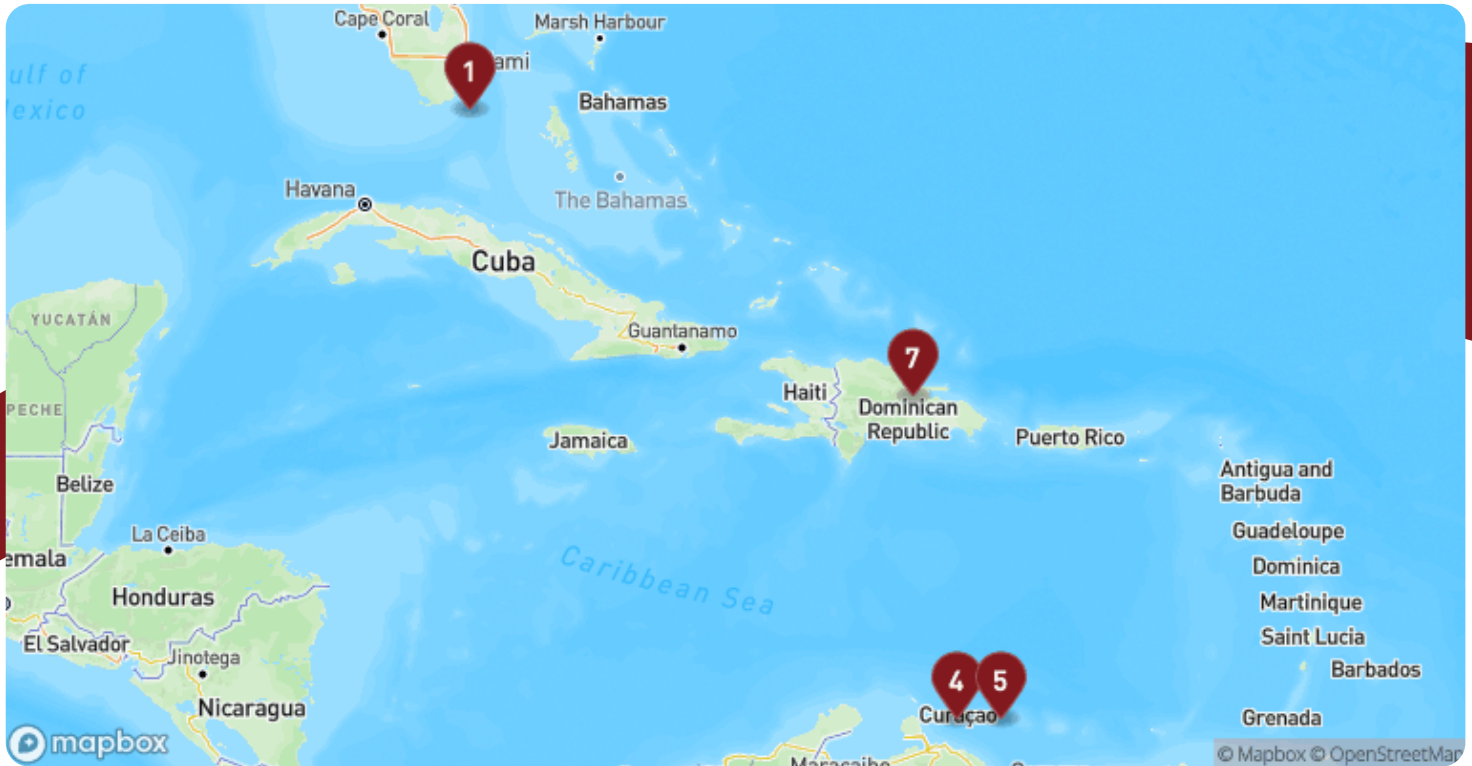 Cape Coral
Marsh Harbour
1
ami
ulf of
exico
Bahamas
Havana
The Bahamas
Cuba
YUCATÁN
Guantanamo
7
Haiti
PECHE
Dominican
Republic
Jamaica
Puerto Rico
Belize
Antigua and
Barbuda
La Ceiba
Guadeloupe
emala
Caribbean Sea
Dominica
Honduras
Martinique
El Salvador
Saint Lucia
Jinotega
Barbados
4
5
Nicaragua
Curaçao
Grenada
mapbox
© Mapbox © OpenStreetMap
Maracaibo